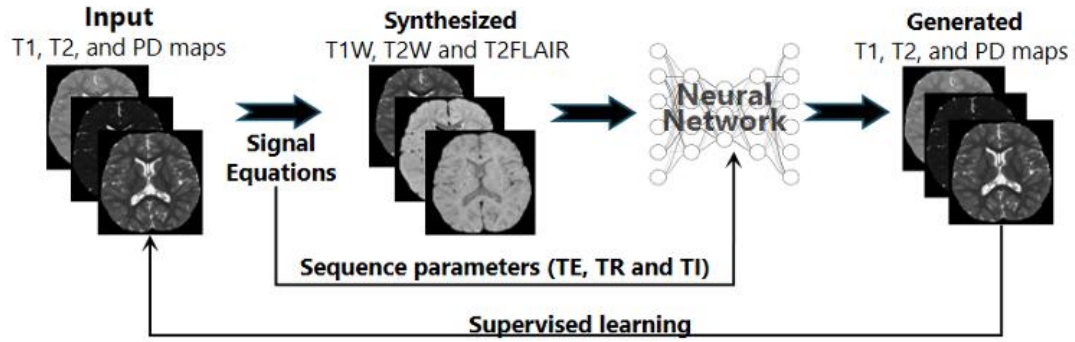 Input
T1, T2, and PD maps
Signal
Equations
Synthesized
T1W, T2W and T2FLAIR
Neural
Network
Generated
T1, T2, and PD maps
Sequence parameters (TE, TR and TI)
Supervised learning